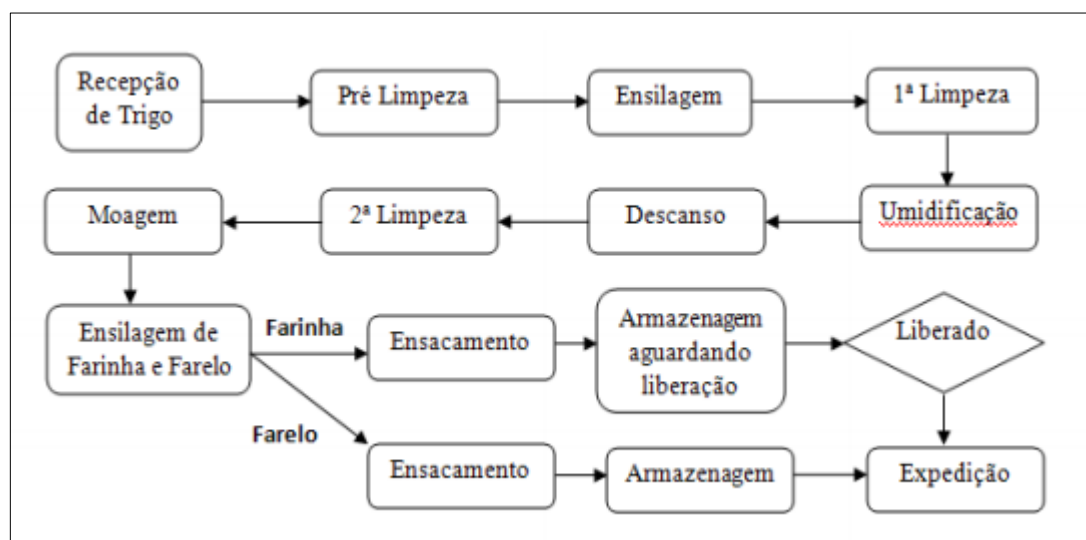 Recepção
de Trigo
Pré Limpeza
Ensilagem
1ª Limpeza
Moagem
2ª Limpeza
Descanso
Umidificação
Ensilagem de
Farinha e Farelo
Farinha
Ensacamento
Armazenagem
aguardando
liberação
Liberado
Farelo
Ensacamento
Armazenagem
Expedição